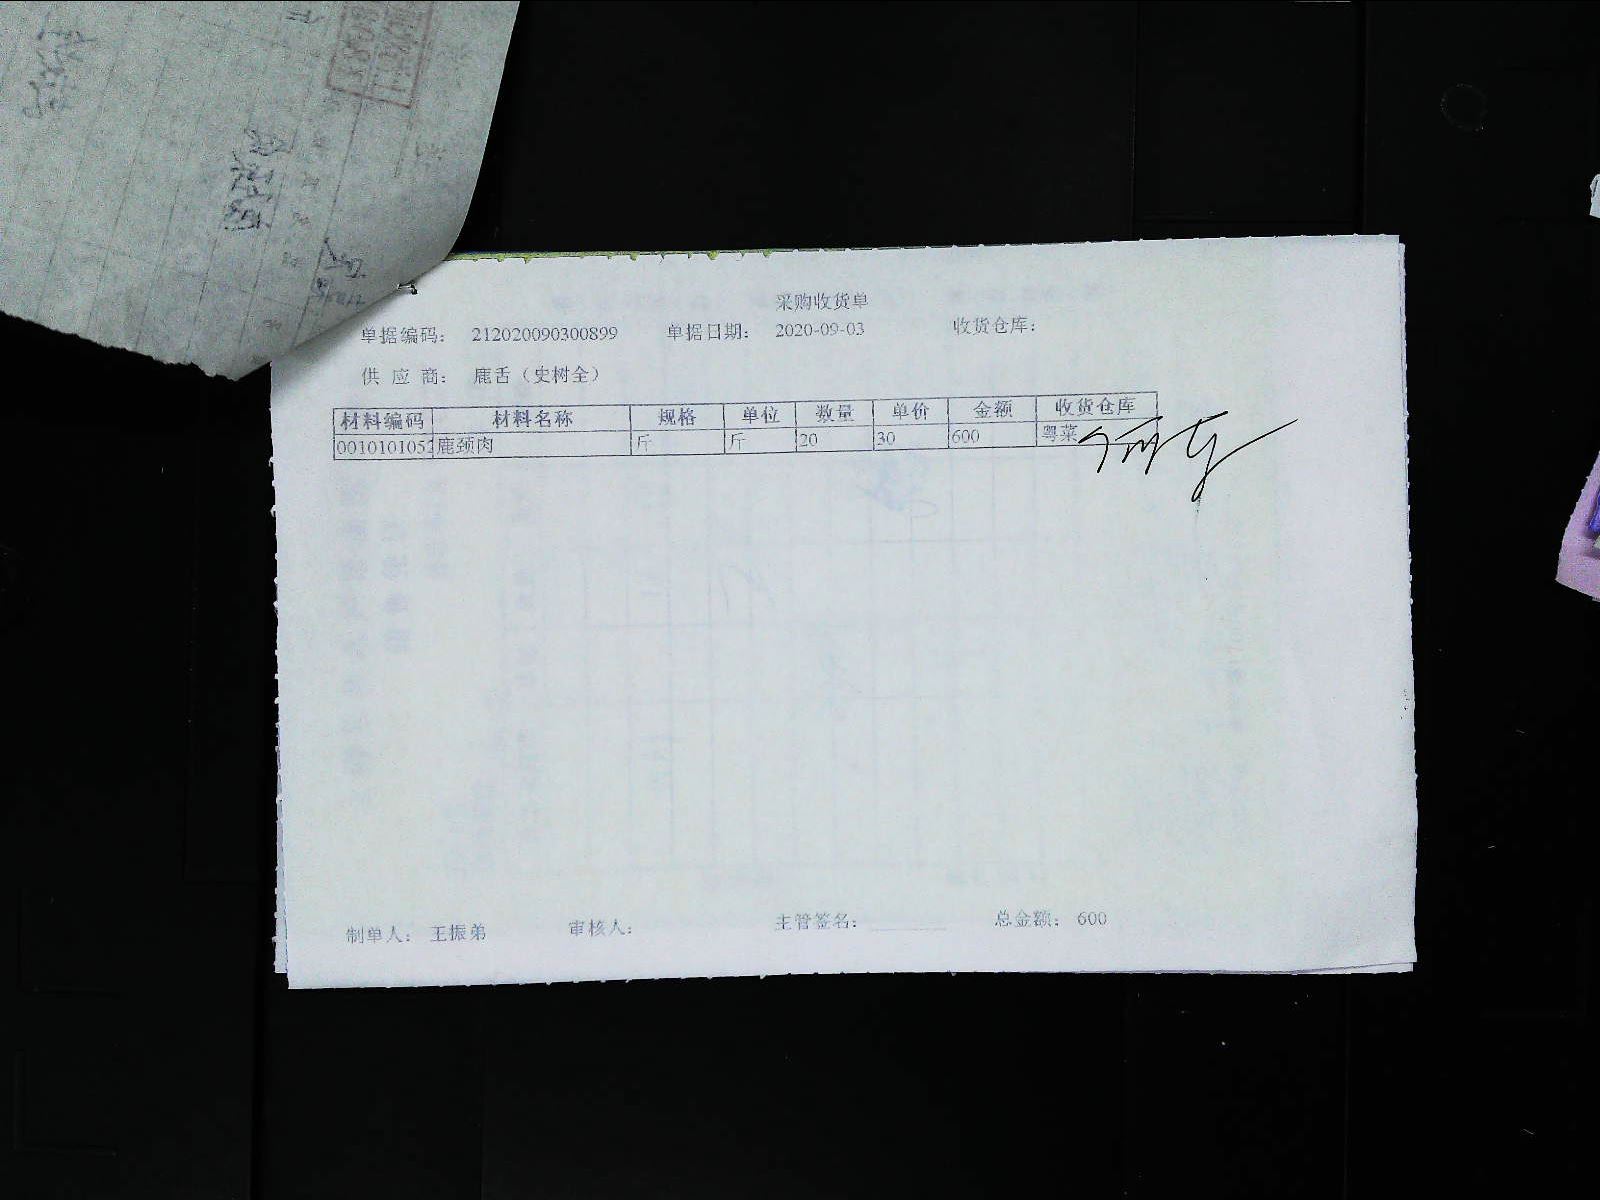 采购收货单
单据编码： 212020090300899 单据日期： 2020-09-03 收货仓库：
供 应 商： 鹿舌（史树全）
材料编码 材料名称 规格 单位 数量 单价 金额 收货仓库
0010101052 鹿颈肉 斤 斤 20 30 600 粤菜
制单人： 王振弟 审核人： 主管签名： 总金额： 600